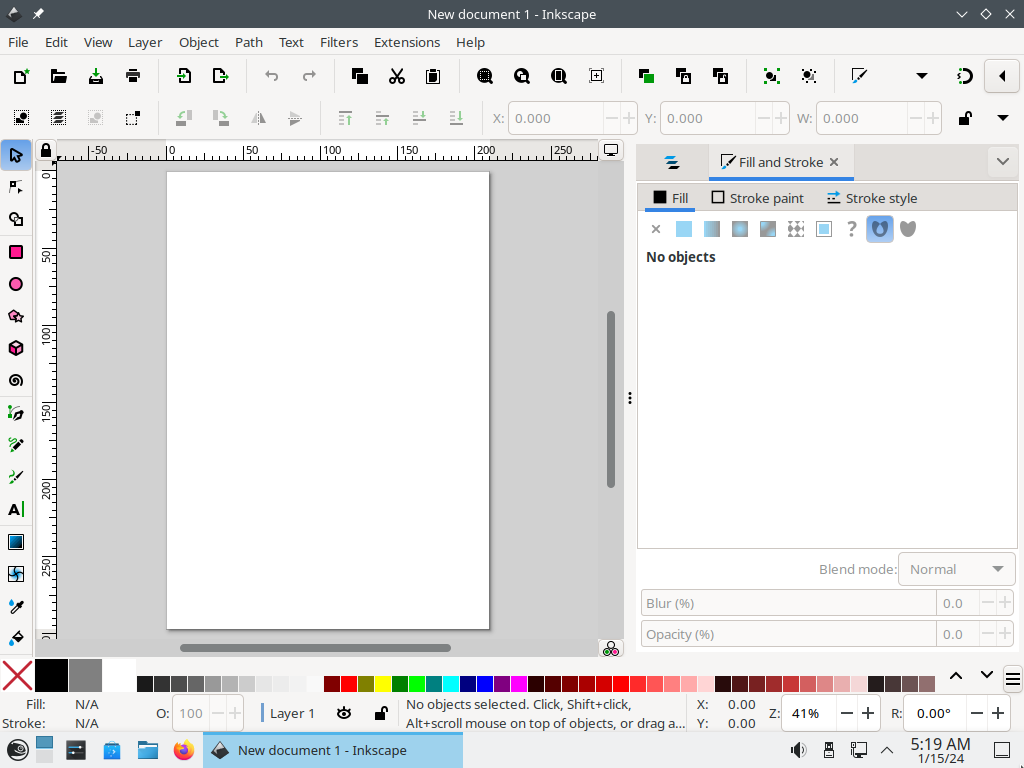 New document 1 - Inkscape
File Edit View Layer Object Path Text Filters Extensions Help
X: 0.000 Y: 0.000 W: 0.000
-50 0 50 100 150 200 250
0
50
100
150
200
250
Fill and Stroke
Fill Stroke paint Stroke style
No objects
Blend mode: Normal
Blur (%) 0.0
Opacity (%) 0.0
Fill: N/A
Stroke: N/A
O: 100
Layer 1
No objects selected. Click, Shift+click,
Alt+scroll mouse on top of objects, or drag a...
X: 0.00
Y: 0.00
Z: 41%
R: 0.00°
New document 1 - Inkscape
5:19 AM
1/15/24